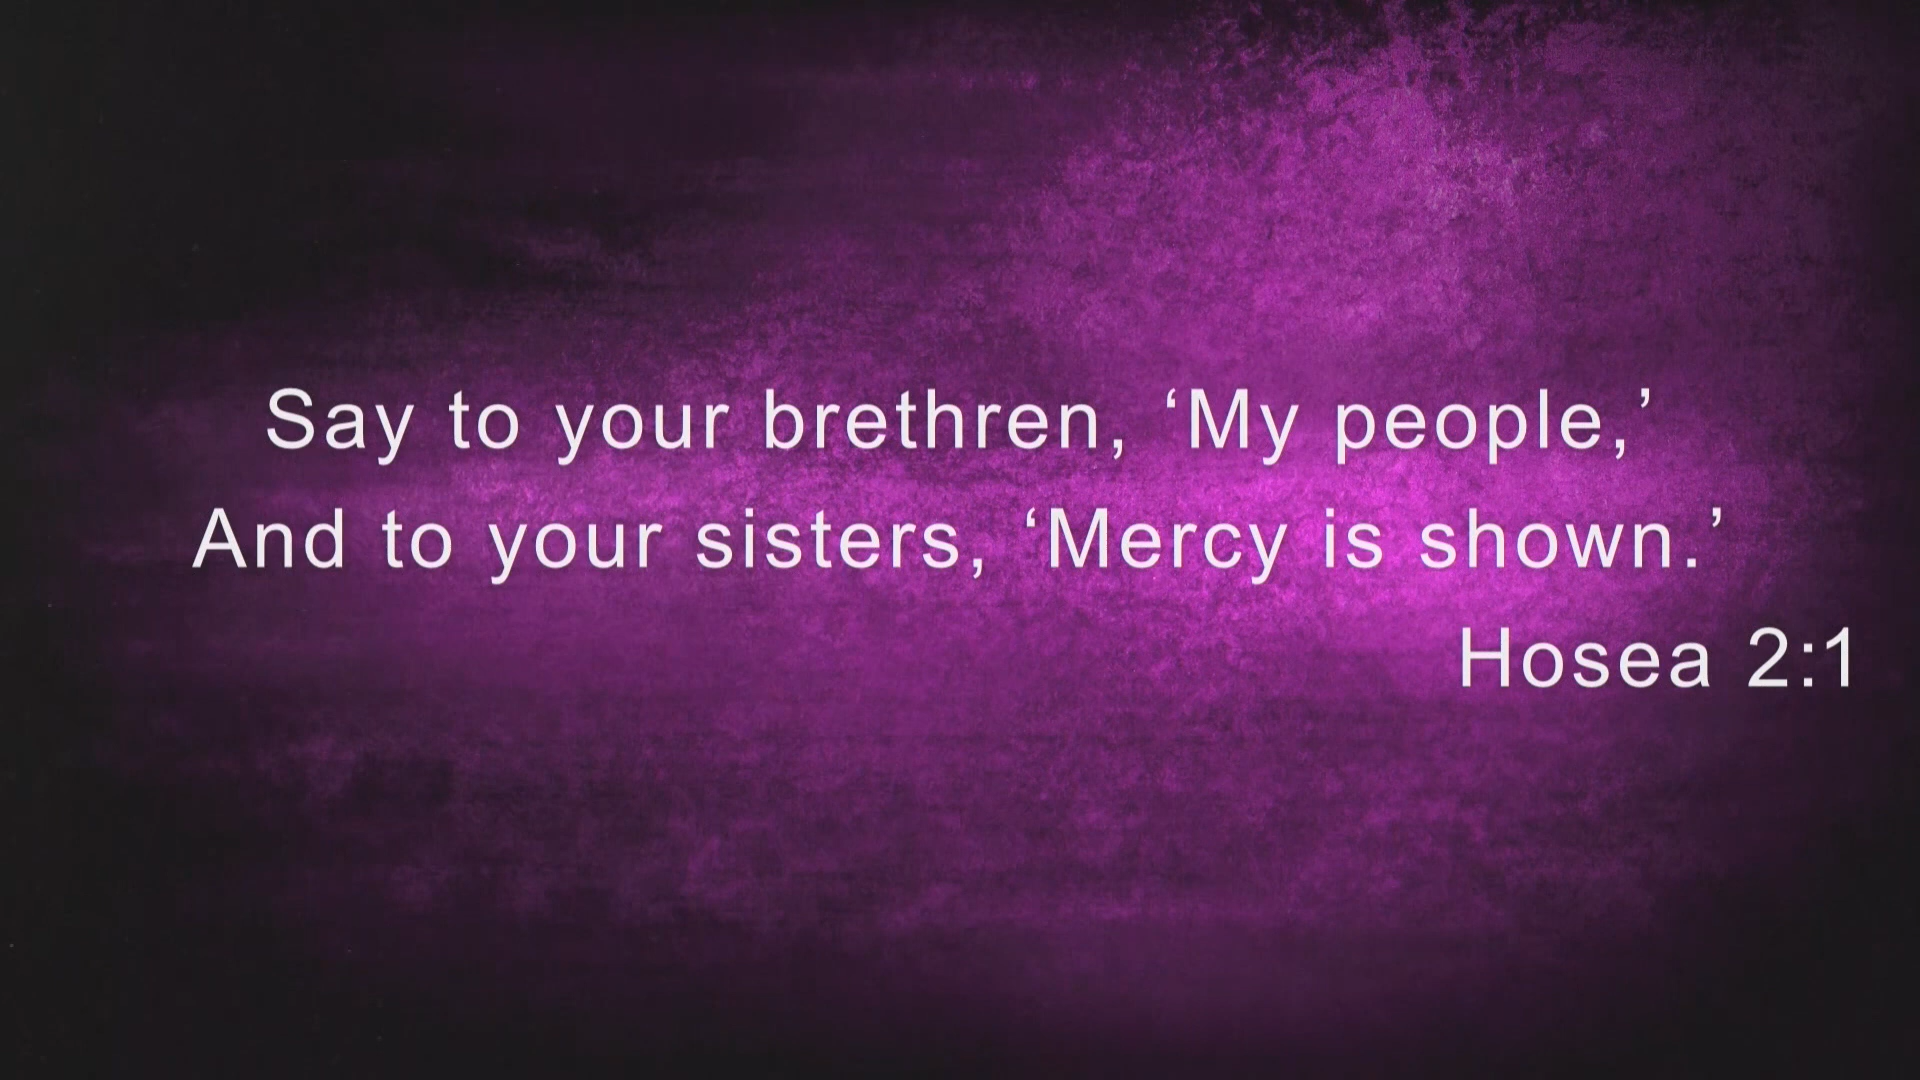 Say to your brethren, ‘My people,’
And to your sisters, ‘Mercy is shown.’
Hosea 2:1